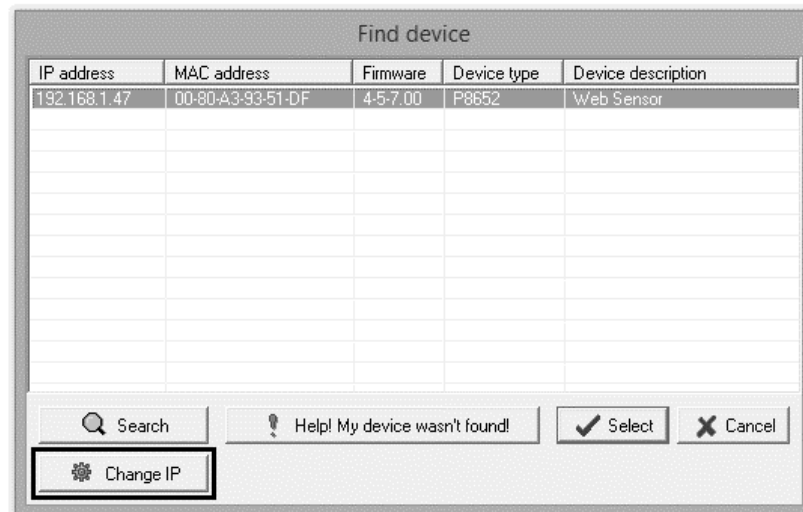 Find device
IP address MAC address Firmware Device type Device description
192.168.1.47 00-80-A3-93-51-DF 4-5-7.00 P8652 Web Sensor
Search Help! My device wasn't found! Select Cancel
Change IP